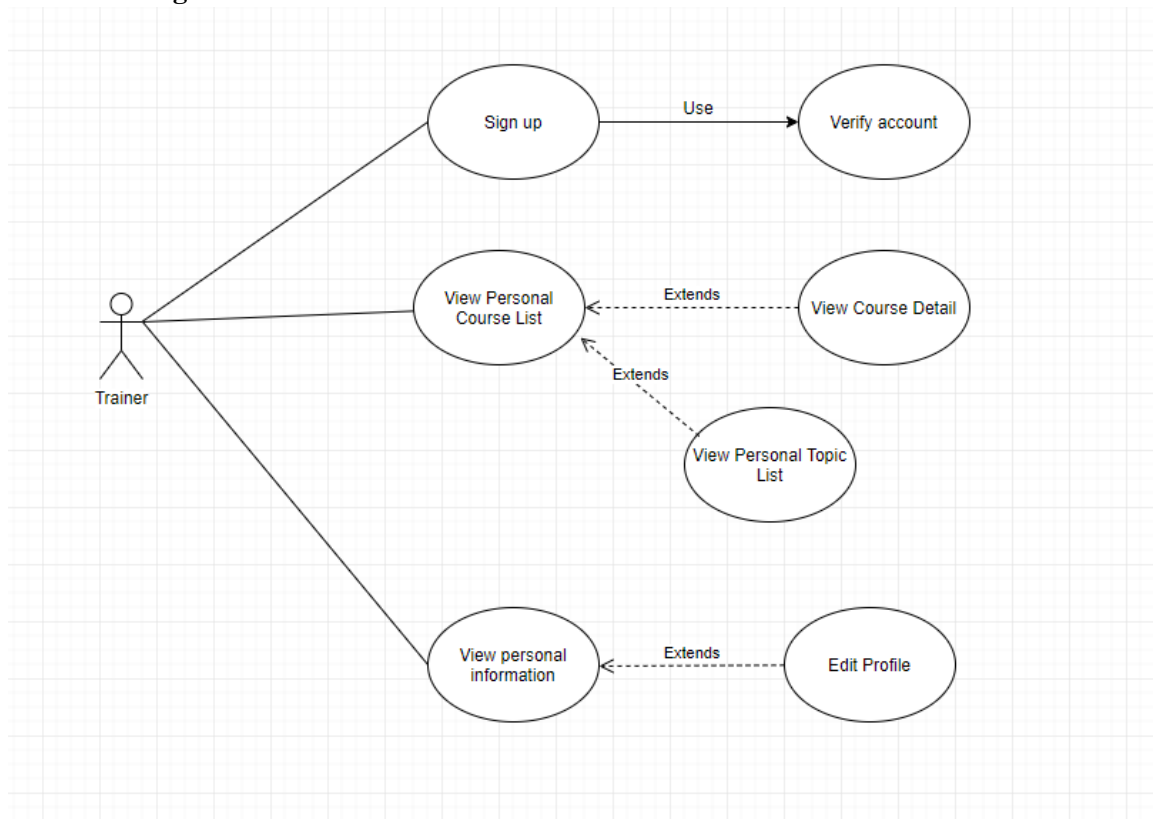 Sign up
Use
Verify account
View Personal
Course List
Extends
View Course Detail
Extends
Trainer
View Personal Topic
List
View personal
information
Extends
Edit Profile